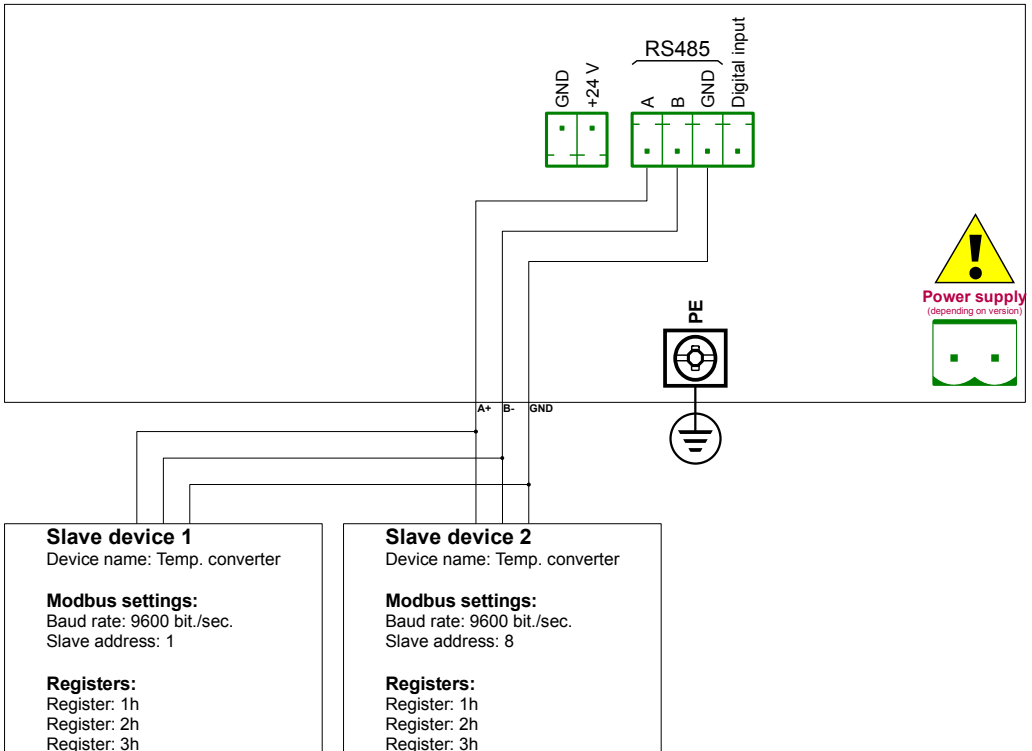 RS485
GND
+24 V
A
B
GND
Digital input
Power supply
(depending on version)
PE
A+ B- GND
Slave device 1
Device name: Temp. converter
Modbus settings:
Baud rate: 9600 bit./sec.
Slave address: 1
Registers:
Register: 1h
Register: 2h
Register: 3h
Slave device 2
Device name: Temp. converter
Modbus settings:
Baud rate: 9600 bit./sec.
Slave address: 8
Registers:
Register: 1h
Register: 2h
Register: 3h